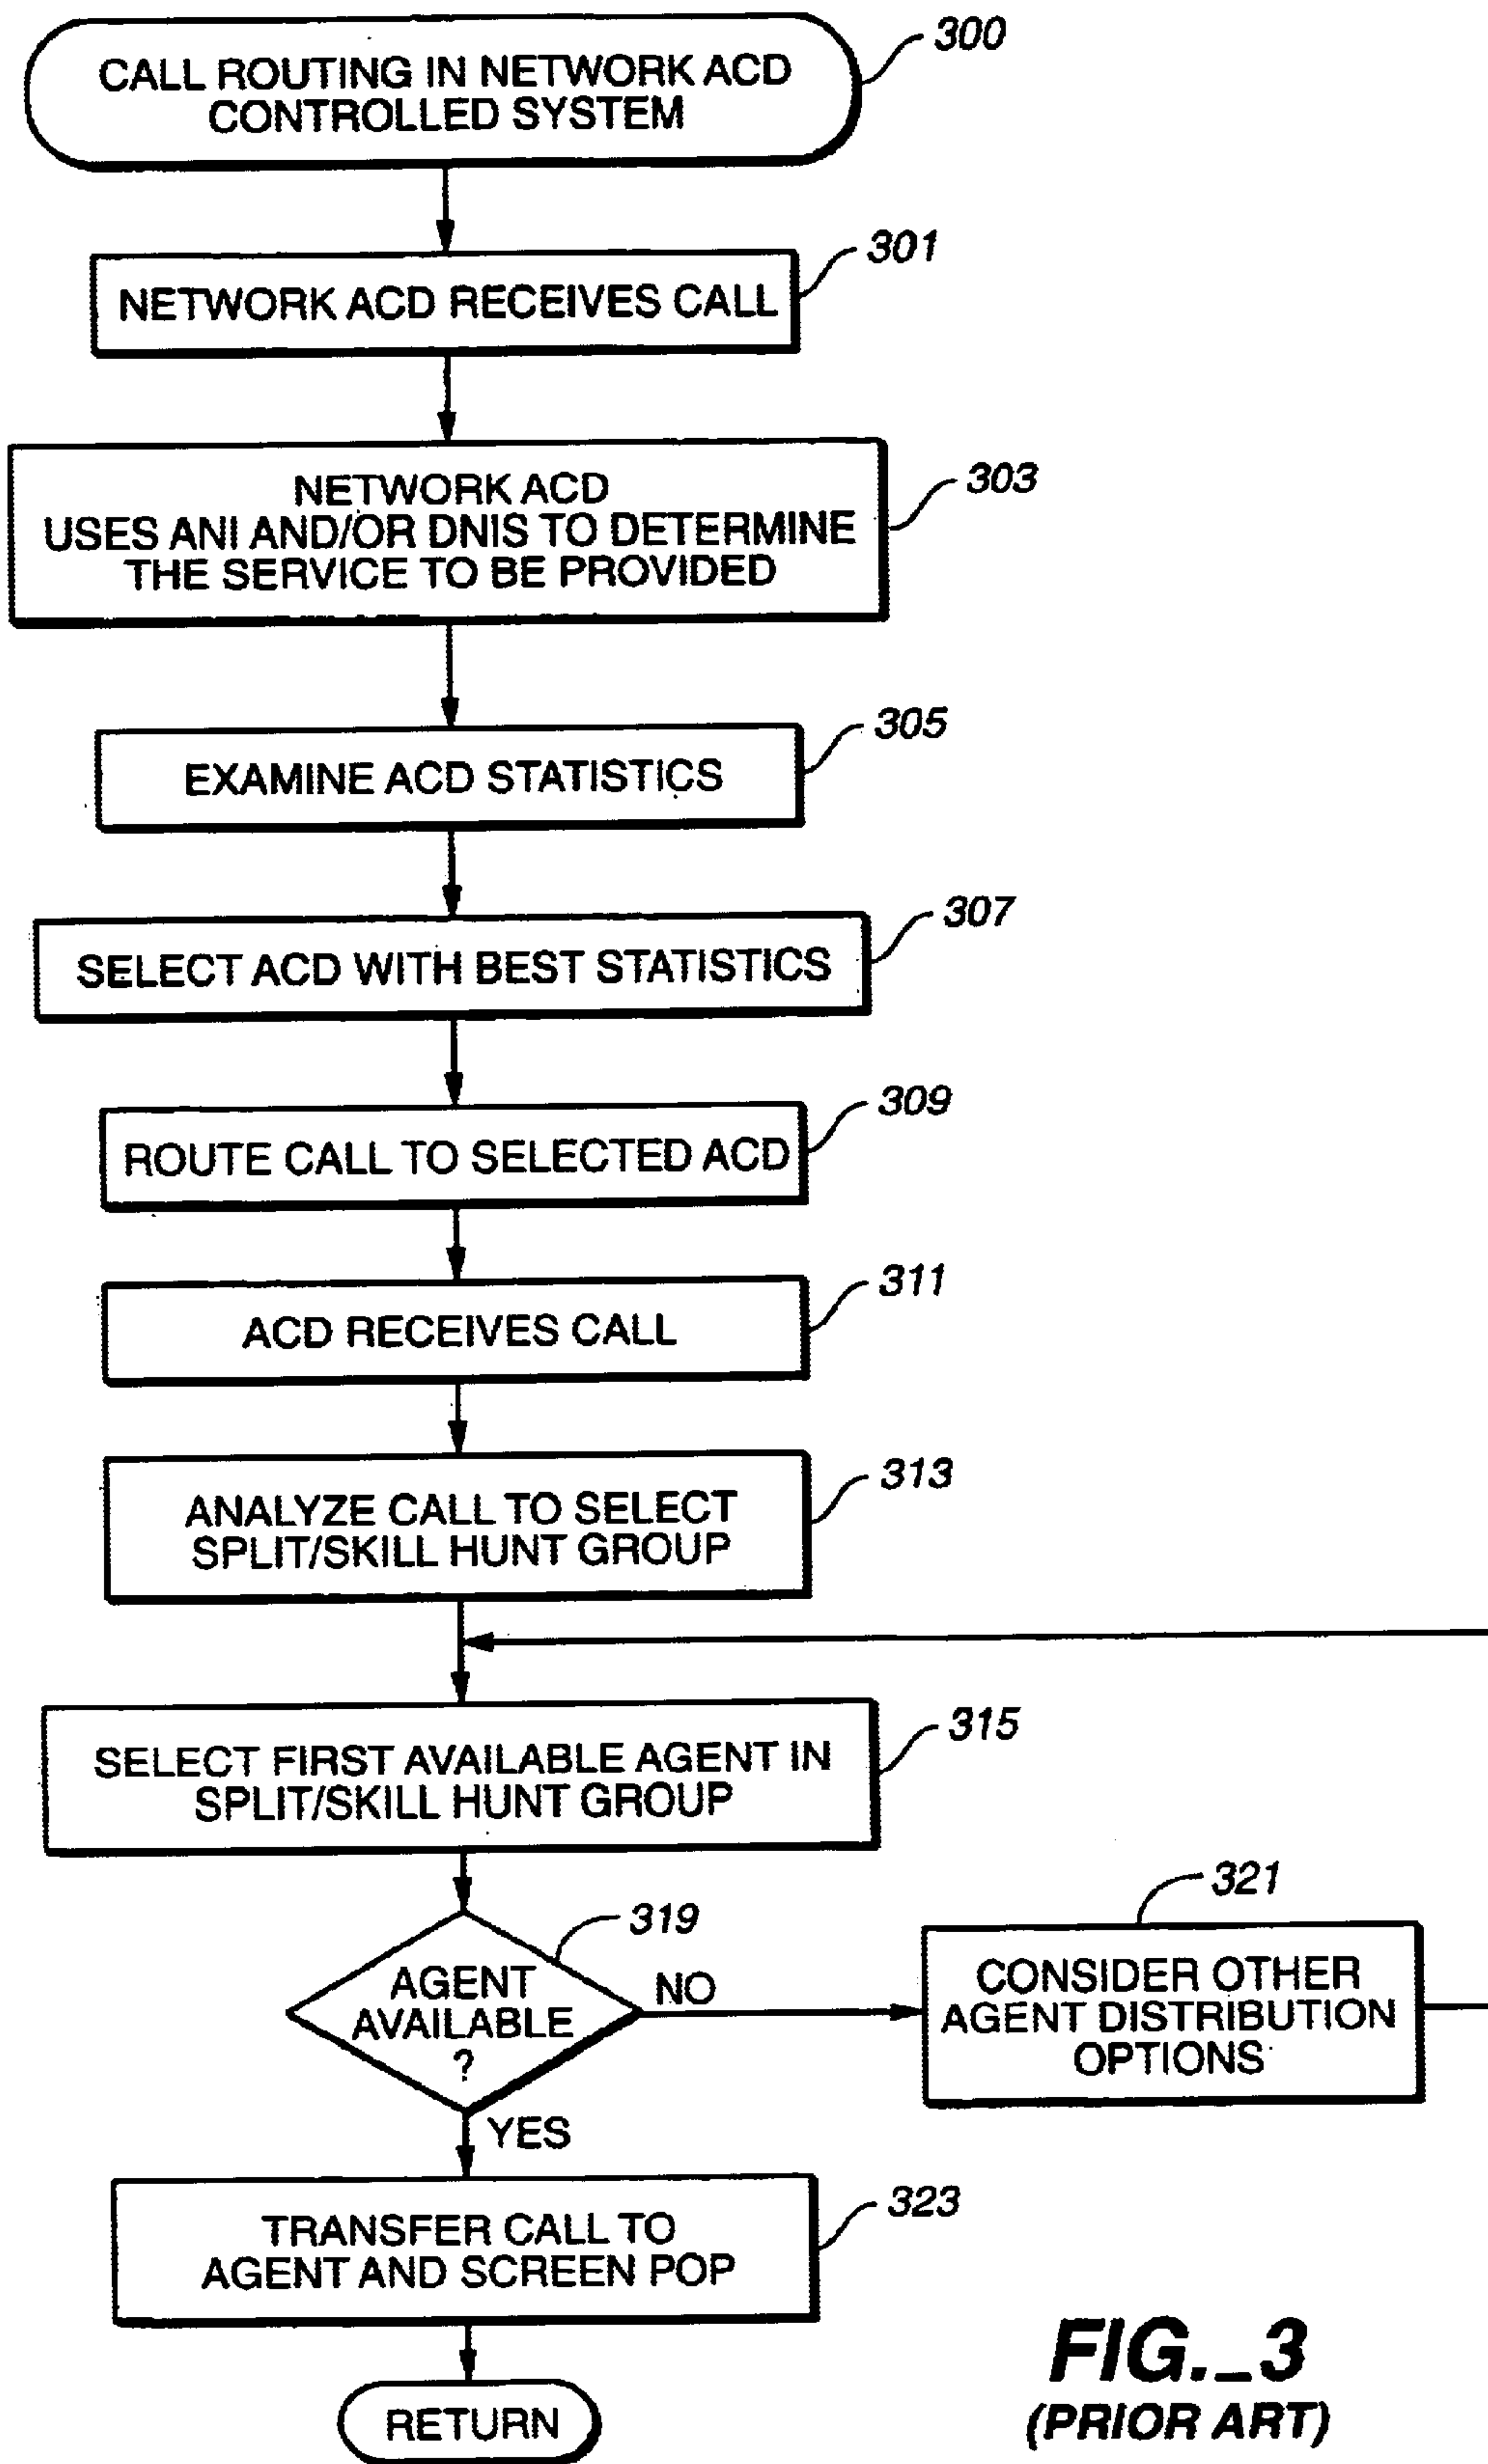 300
CALL ROUTING IN NETWORK ACD
CONTROLLED SYSTEM
301
NETWORK ACD RECEIVES CALL
303
NETWORK ACD
USES ANI AND/OR DNIS TO DETERMINE
THE SERVICE TO BE PROVIDED
305
EXAMINE ACD STATISTICS
307
SELECT ACD WITH BEST STATISTICS
309
ROUTE CALL TO SELECTED ACD
311
ACD RECEIVES CALL
313
ANALYZE CALL TO SELECT
SPLIT/SKILL HUNT GROUP
315
SELECT FIRST AVAILABLE AGENT IN
SPLIT/SKILL HUNT GROUP
319
AGENT
AVAILABLE
?
NO
321
CONSIDER OTHER
AGENT DISTRIBUTION
OPTIONS
YES
323
TRANSFER CALL TO
AGENT AND SCREEN POP
RETURN
FIG._3
(PRIOR ART)